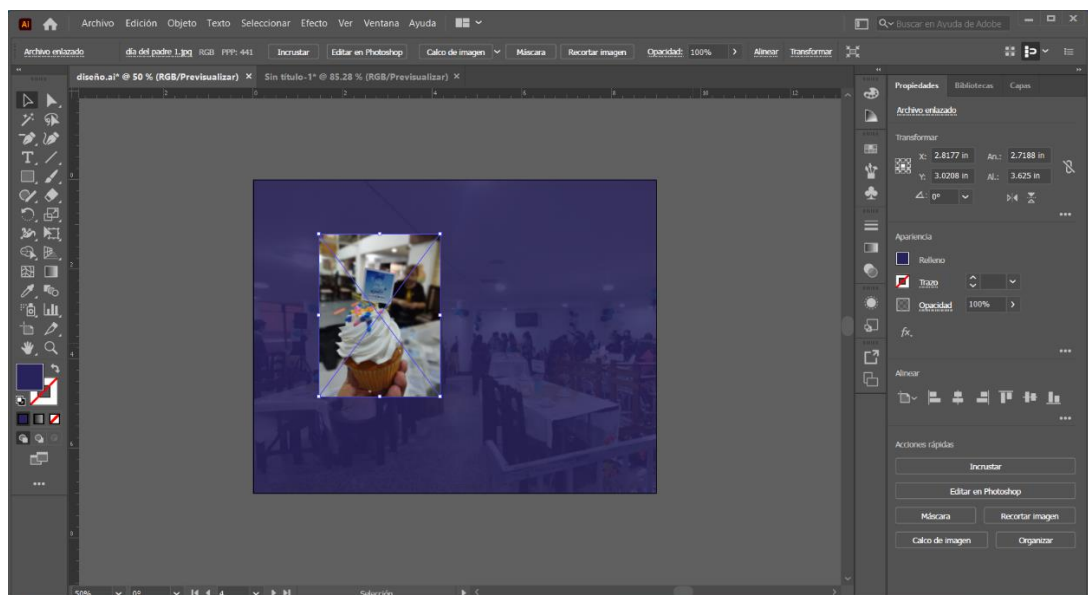 Ai Archivo Edición Objeto Texto Seleccionar Efecto Ver Ventana Ayuda Buscar en Ayuda de Adobe
Archivo enlazado día del padre 1.jpg RGB PPP: 441 Incrustar Editar en Photoshop Calco de imagen Máscara Recortar imagen Opacidad: 100% Alinear Transformar
diseño.ai* @ 50 % (RGB/Previsualizar) × Sin título-1* @ 85.28 % (RGB/Previsualizar) ×
Propiedades Bibliotecas Capas
Archivo enlazado
Transformar
X: 2.8177 in An.: 2.7188 in
Y: 3.0208 in Al.: 3.625 in
0°
Apariencia
Relleno
Trazo
Opacidad 100%
fx.
Alinear
Acciones rápidas
Incrustar
Editar en Photoshop
Máscara Recortar imagen
Calco de imagen Organizar
50% 0° 4 Selección